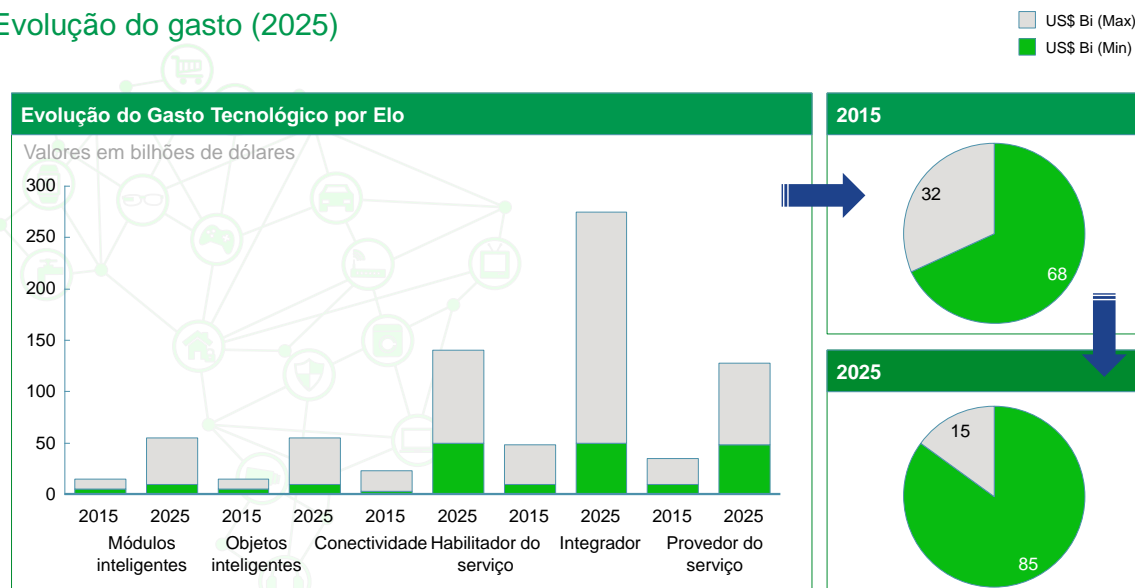 Evolução do gasto (2025)
US$ Bi (Max)
US$ Bi (Min)
Evolução do Gasto Tecnológico por Elo
Valores em bilhões de dólares
300
250
200
150
100
50
0
2015 2025 2015 2025 2015 2025 2015 2025 2015 2025
Módulos Objetos Conectividade Habilitador do Integrador Provedor do
inteligentes inteligentes serviço serviço
2015
32
68
2025
15
85